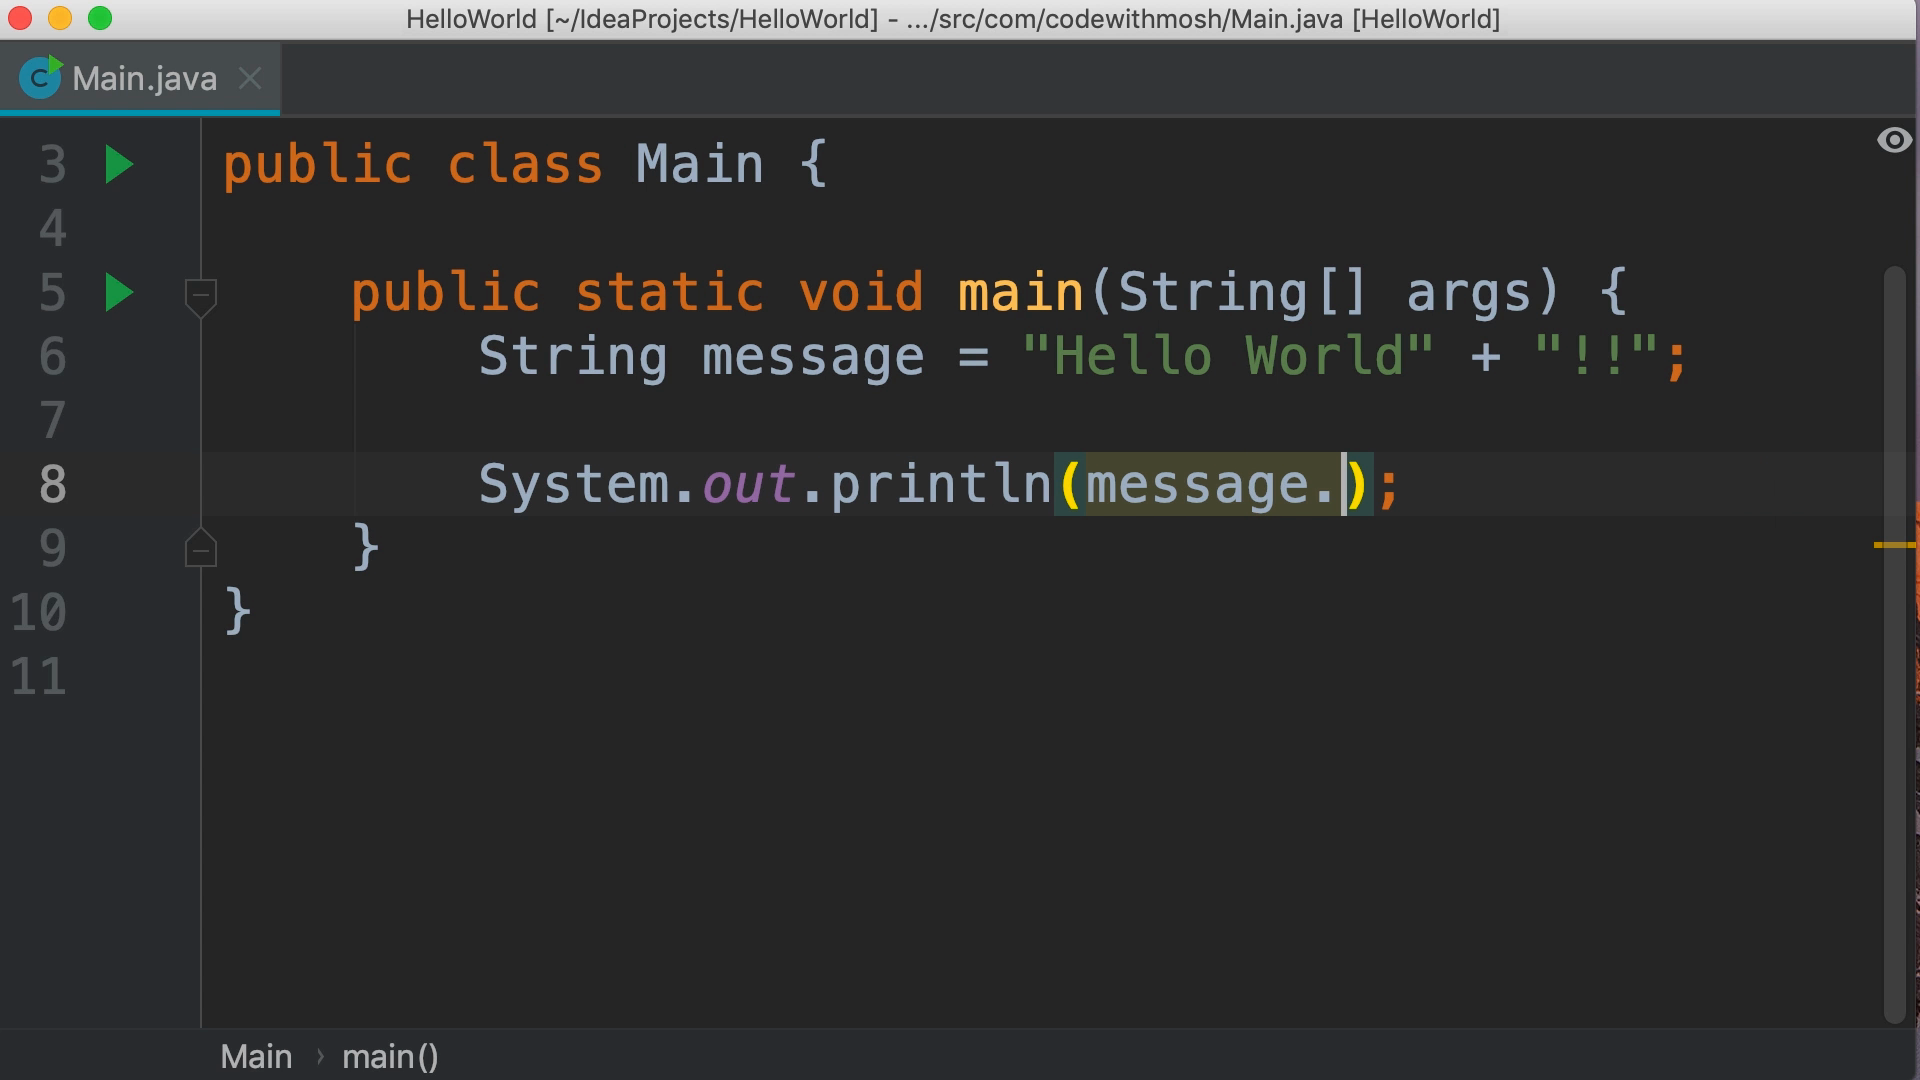 HelloWorld [~/IdeaProjects/HelloWorld] - .../src/com/codewithmosh/Main.java [HelloWorld]
Main.java
3 public class Main {
4
5     public static void main(String[] args) {
6         String message = "Hello World" + "!!";
7
8         System.out.println(message.);
9     }
10 }
11
Main › main()